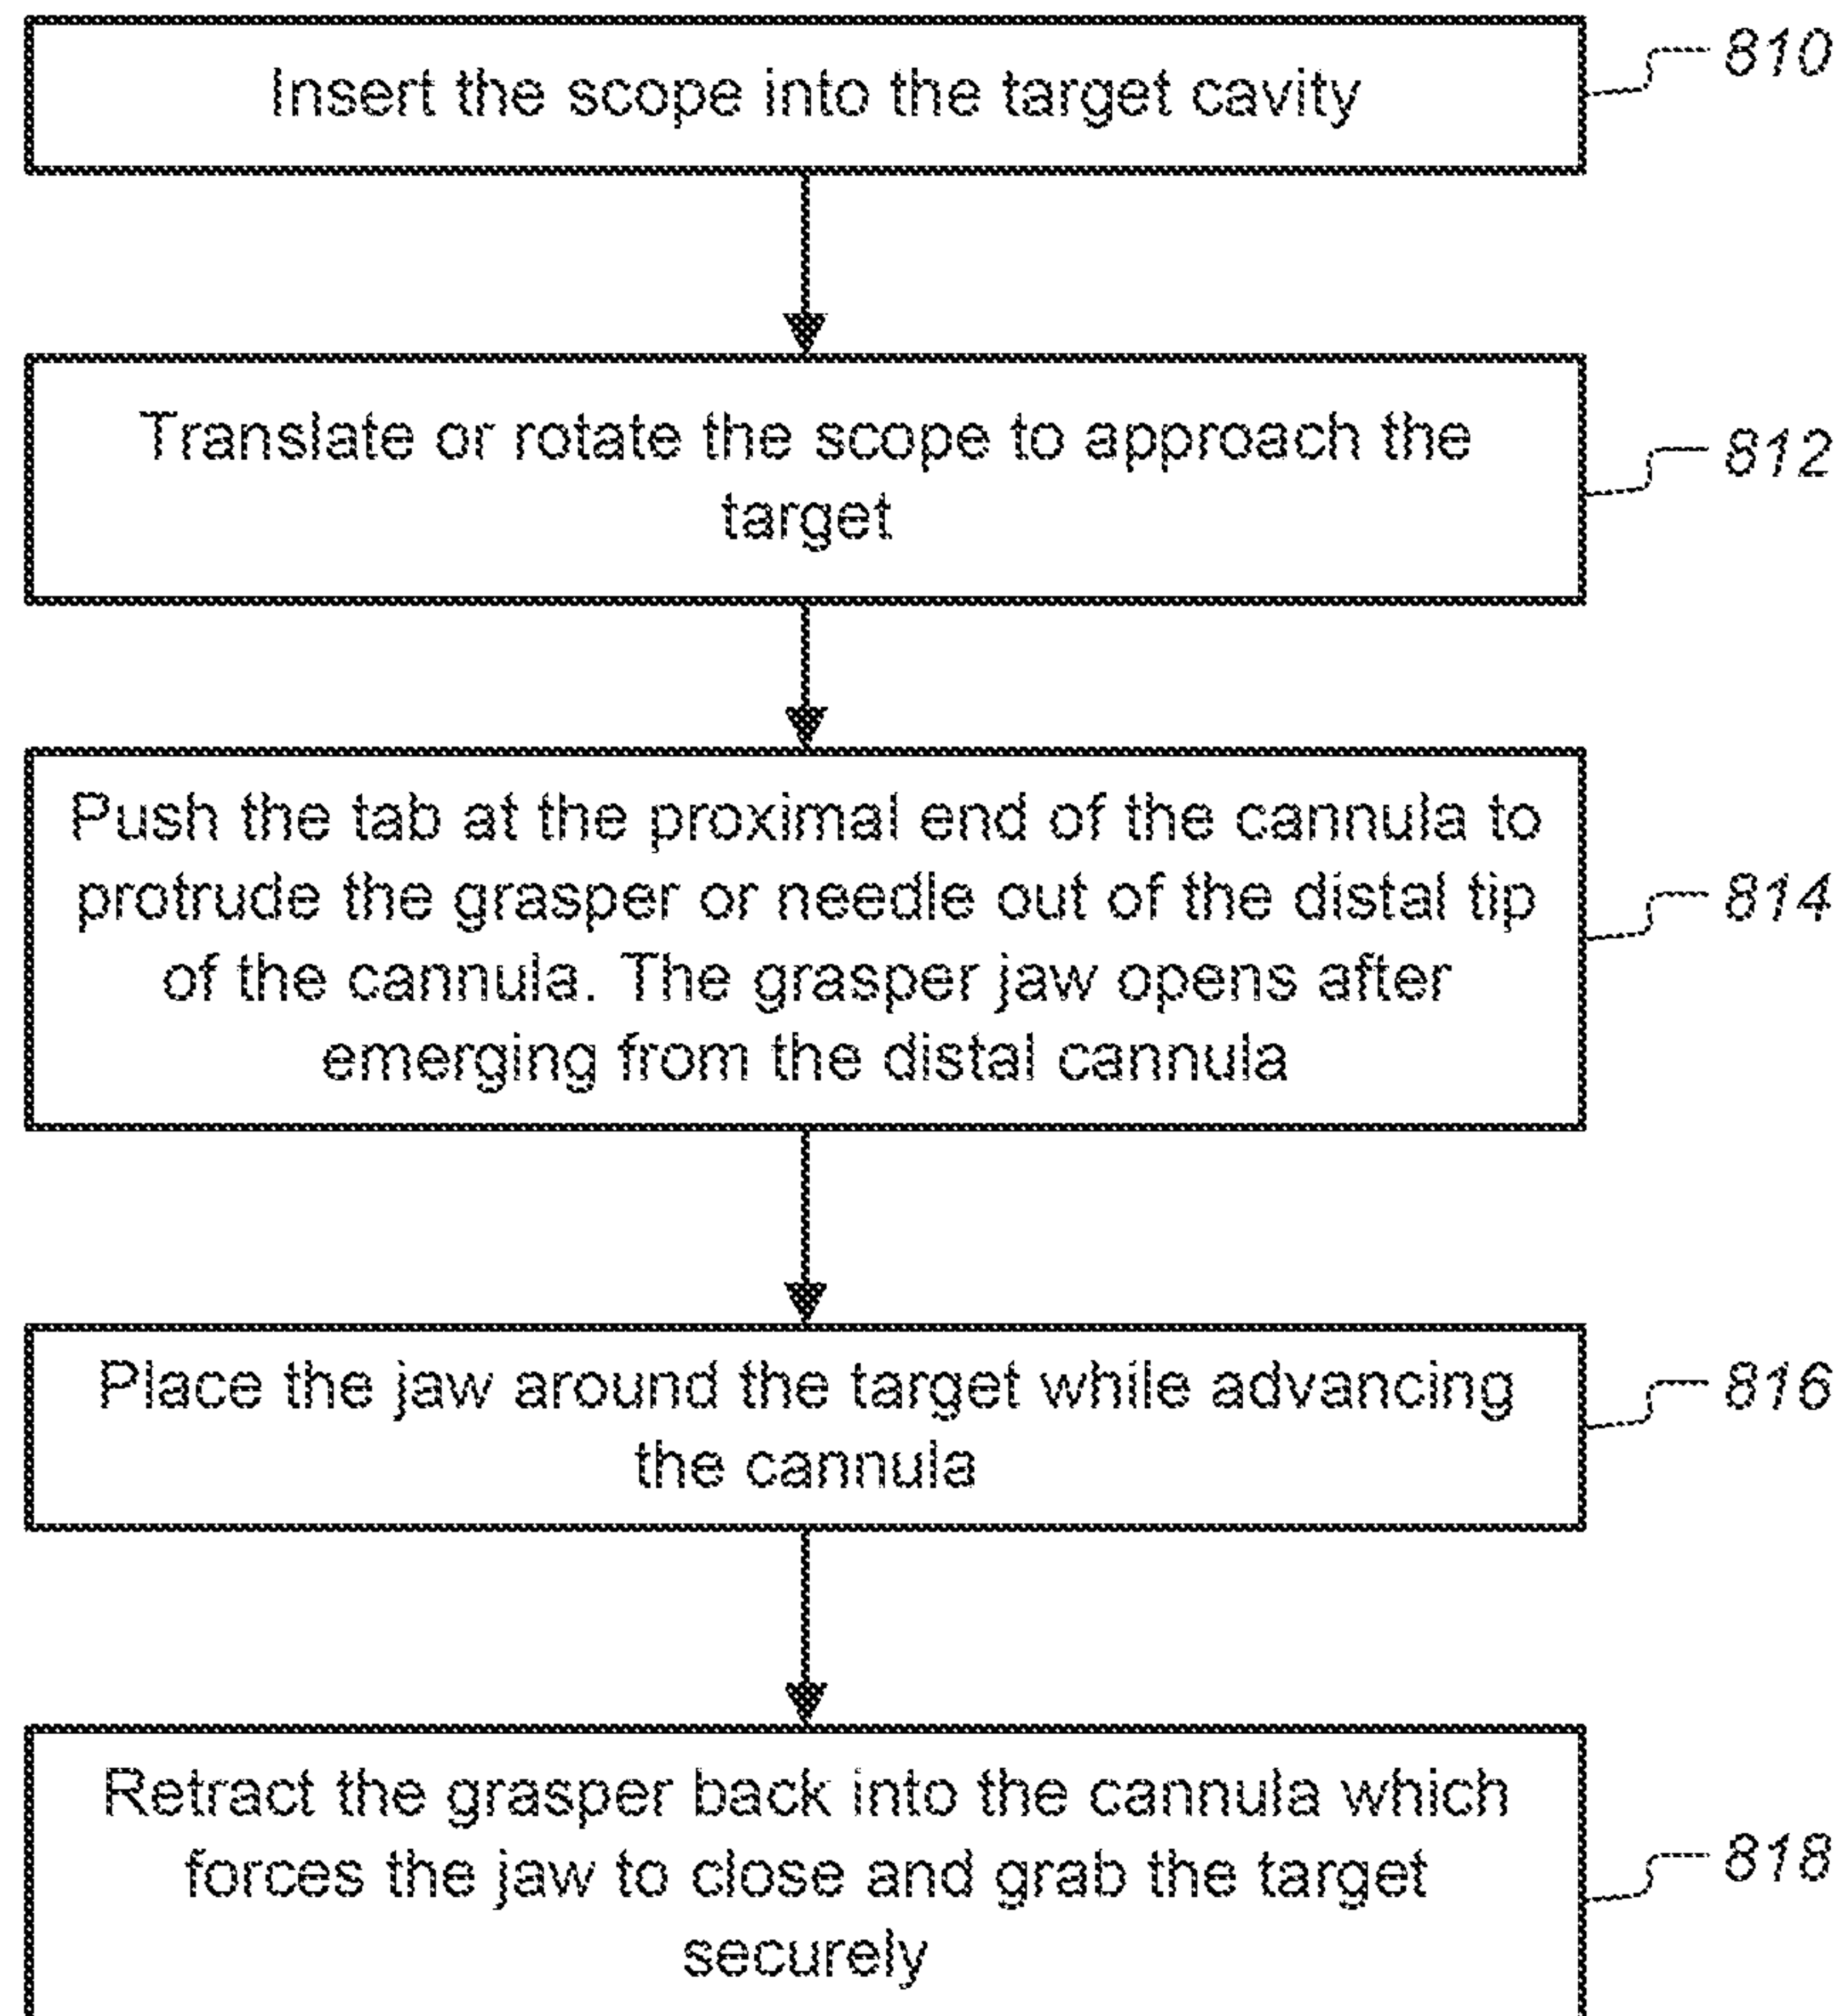 Insert the scope into the target cavity
810
Translate or rotate the scope to approach the
target
812
Push the tab at the proximal end of the cannula to
protrude the grasper or needle out of the distal tip
of the cannula. The grasper jaw opens after
emerging from the distal cannula
814
Place the jaw around the target while advancing
the cannula
816
Retract the grasper back into the cannula which
forces the jaw to close and grab the target
securely
818